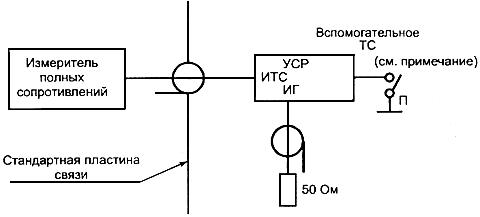 Вспомогательное
ТС
(см. примечание)
Измеритель
полных
сопротивлений
УСР
ИТС
ИГ
П
Стандартная пластина
связи
50 Ом